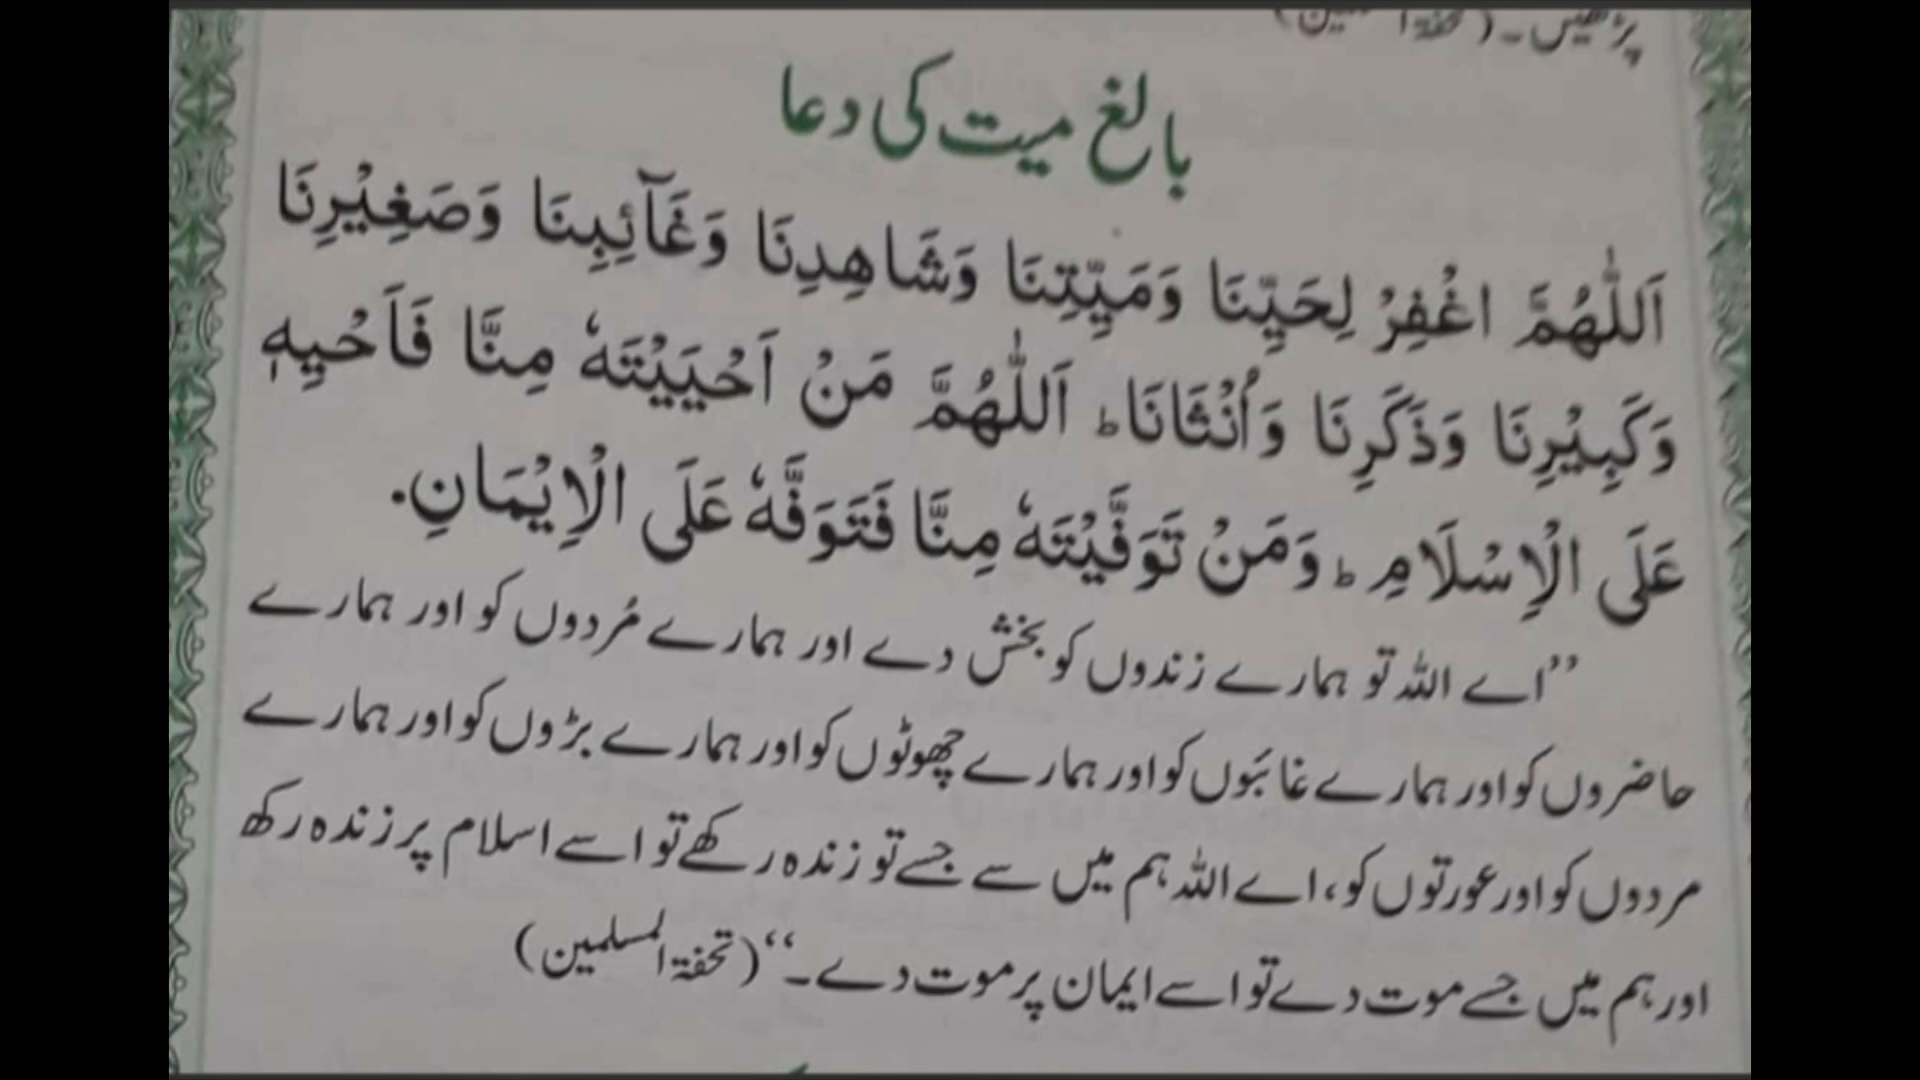 پڑھیں۔ (تحفۃ المسلمین)
بالغ میت کی دعا
اَللّٰهُمَّ اغْفِرْ لِحَيِّنَا وَمَيِّتِنَا وَشَاهِدِنَا وَغَآئِبِنَا وَصَغِيْرِنَا
وَكَبِيْرِنَا وَذَكَرِنَا وَاُنْثَانَا ؕ اَللّٰهُمَّ مَنْ اَحْيَيْتَهٗ مِنَّا فَاَحْيِهٖ
عَلَى الْاِسْلَامِ ؕ وَمَنْ تَوَفَّيْتَهٗ مِنَّا فَتَوَفَّهٗ عَلَى الْاِيْمَانِ.
’’اے اللہ تو ہمارے زندوں کو بخش دے اور ہمارے مُردوں کو اور ہمارے
حاضروں کو اور ہمارے غائبوں کو اور ہمارے چھوٹوں کو اور ہمارے بڑوں کو اور ہمارے
مردوں کو اور عورتوں کو، اے اللہ ہم میں سے جسے تو زندہ رکھے تو اسے اسلام پر زندہ رکھ
اور ہم میں جسے موت دے تو اسے ایمان پر موت دے۔‘‘ (تحفۃ المسلمین)